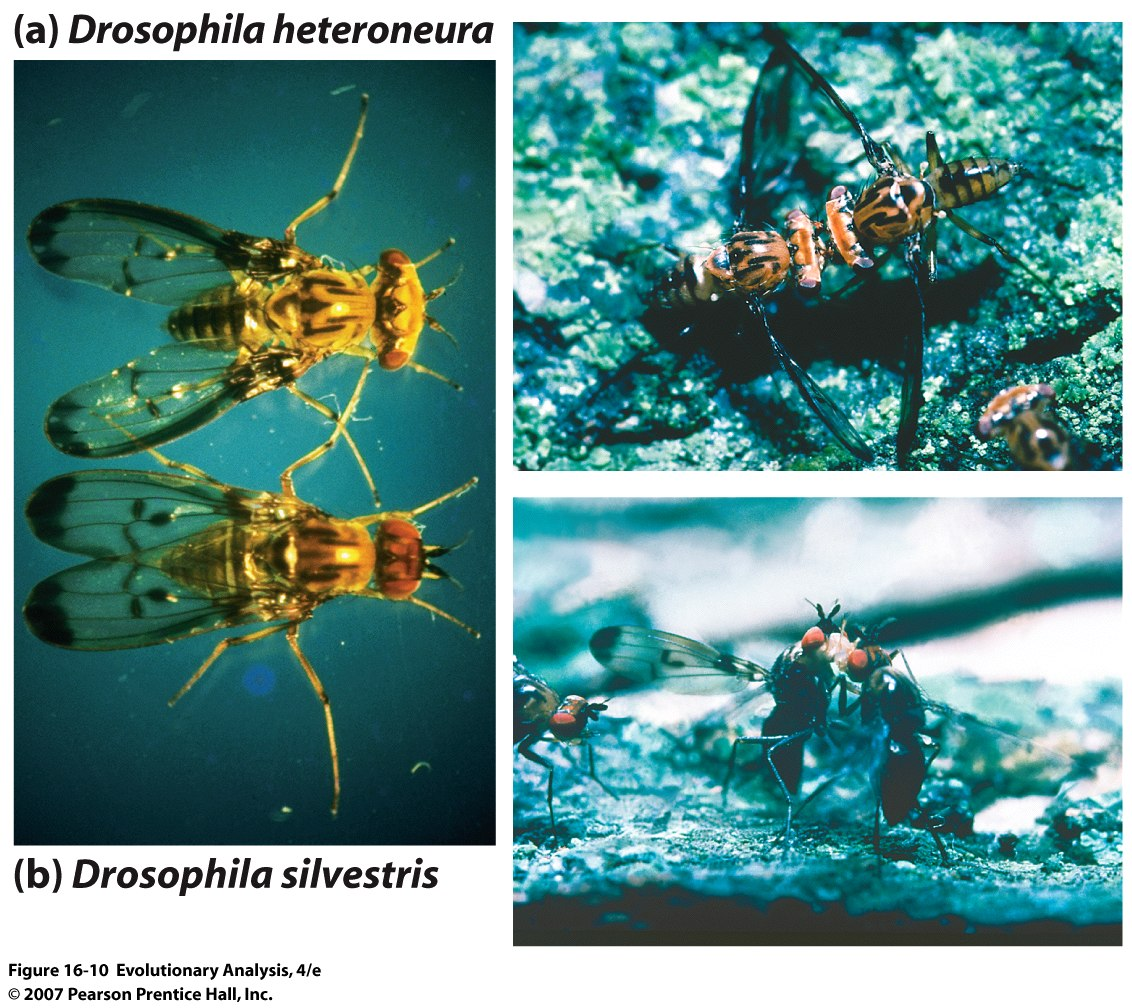 (a) Drosophila heteroneura
(b) Drosophila silvestris
Figure 16-10 Evolutionary Analysis, 4/e
© 2007 Pearson Prentice Hall, Inc.